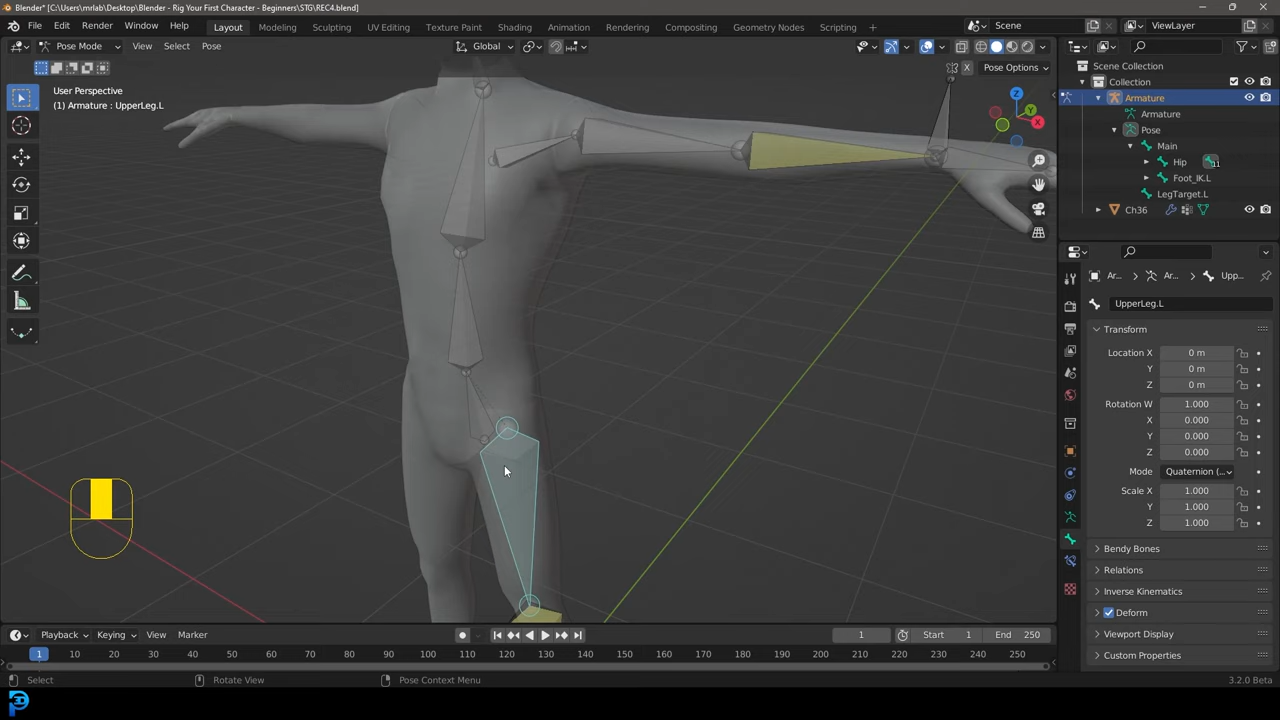 Blender* [C:\Users\mrlab\Desktop\Blender - Rig Your First Character - Beginners\STG\REC4.blend]
File Edit Render Window Help Layout Modeling Sculpting UV Editing Texture Paint Shading Animation Rendering Compositing Geometry Nodes Scripting Scene ViewLayer
Pose Mode View Select Pose Global
X Pose Options
User Perspective
(1) Armature : UpperLeg.L
Z
Y
X
Scene Collection
Collection
Armature
Armature
Pose
Main
Hip 11
Foot_IK.L
LegTarget.L
Ch36
Ar... Ar... Upp...
UpperLeg.L
Transform
Location X 0 m
Y 0 m
Z 0 m
Rotation W 1.000
X 0.000
Y 0.000
Z 0.000
Mode Quaternion (...
Scale X 1.000
Y 1.000
Z 1.000
Bendy Bones
Relations
Inverse Kinematics
Deform
Viewport Display
Custom Properties
Playback Keying View Marker 1 Start 1 End 250
1 10 20 30 40 50 60 70 80 90 100 110 120 130 140 150 160 170 180 190 200 210 220 230 240 250
Select Rotate View Pose Context Menu 3.2.0 Beta